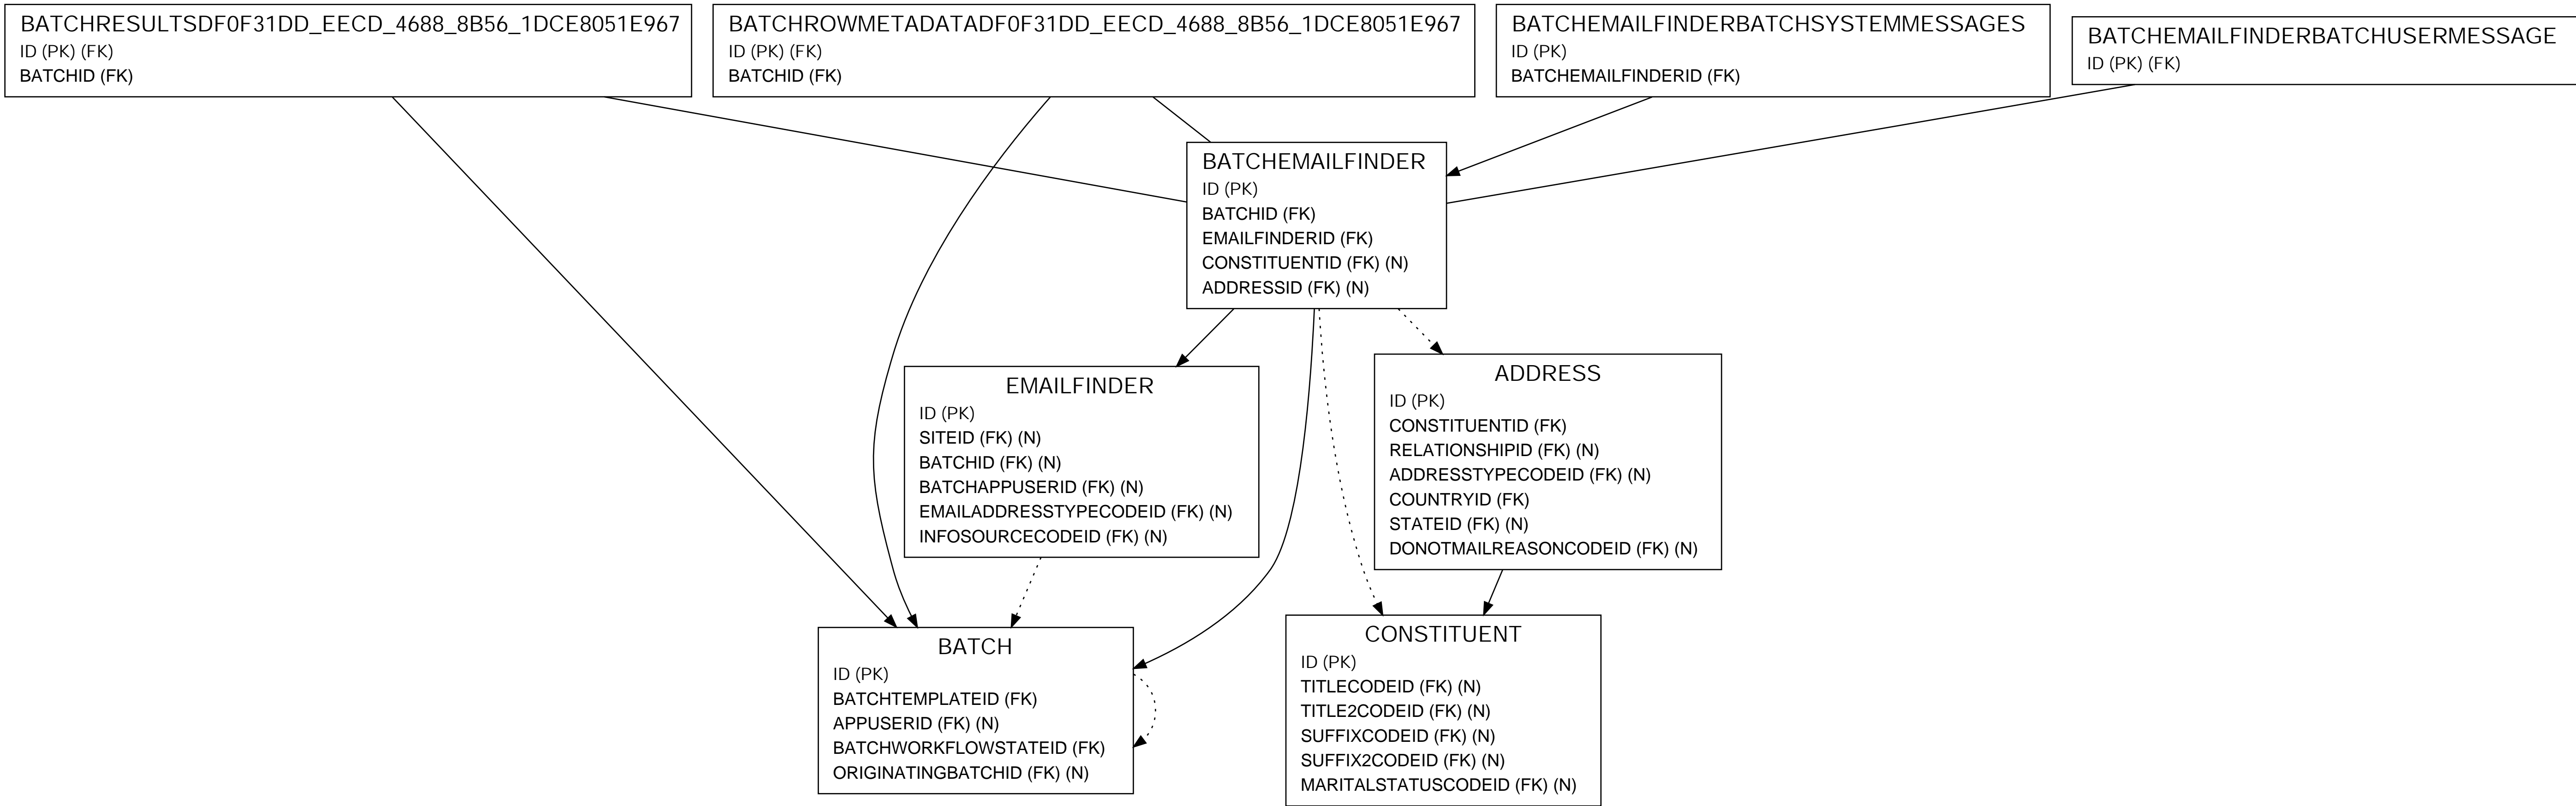 BATCHRESULTSDF0F31DD_EECD_4688_8B56_1DCE8051E967
ID (PK) (FK)
BATCHID (FK)
BATCHROWMETADATADF0F31DD_EECD_4688_8B56_1DCE8051E967
ID (PK) (FK)
BATCHID (FK)
BATCHEMAILFINDERBATCHSYSTEMMESSAGES
ID (PK)
BATCHEMAILFINDERID (FK)
BATCHEMAILFINDERBATCHUSERMESSAGE
ID (PK) (FK)
BATCHEMAILFINDER
ID (PK)
BATCHID (FK)
EMAILFINDERID (FK)
CONSTITUENTID (FK) (N)
ADDRESSID (FK) (N)
EMAILFINDER
ID (PK)
SITEID (FK) (N)
BATCHID (FK) (N)
BATCHAPPUSERID (FK) (N)
EMAILADDRESSTYPECODEID (FK) (N)
INFOSOURCECODEID (FK) (N)
ADDRESS
ID (PK)
CONSTITUENTID (FK)
RELATIONSHIPID (FK) (N)
ADDRESSTYPECODEID (FK) (N)
COUNTRYID (FK)
STATEID (FK) (N)
DONOTMAILREASONCODEID (FK) (N)
BATCH
ID (PK)
BATCHTEMPLATEID (FK)
APPUSERID (FK) (N)
BATCHWORKFLOWSTATEID (FK)
ORIGINATINGBATCHID (FK) (N)
CONSTITUENT
ID (PK)
TITLECODEID (FK) (N)
TITLE2CODEID (FK) (N)
SUFFIXCODEID (FK) (N)
SUFFIX2CODEID (FK) (N)
MARITALSTATUSCODEID (FK) (N)